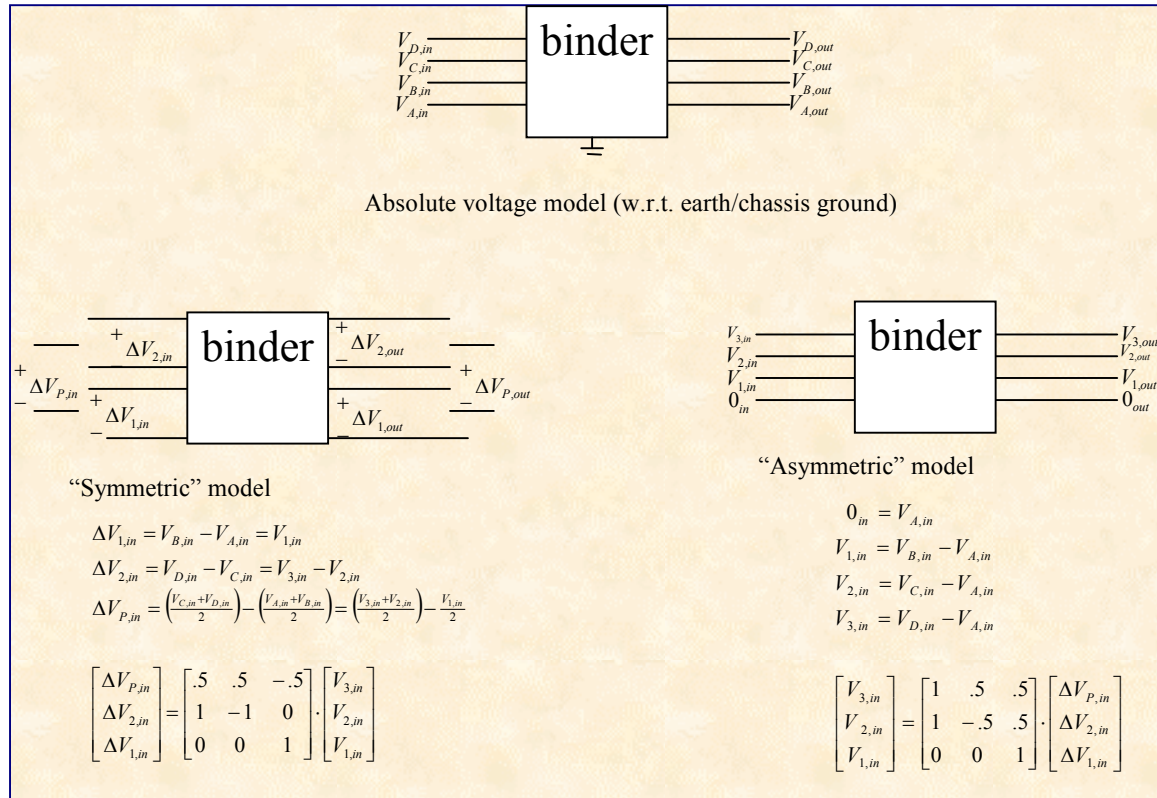 binder
V_{D,in}
V_{C,in}
V_{B,in}
V_{A,in}
V_{D,out}
V_{C,out}
V_{B,out}
V_{A,out}
Absolute voltage model (w.r.t. earth/chassis ground)
binder
+ ΔV_{2,in} −
+ ΔV_{P,in} −
+ ΔV_{1,in} −
+ ΔV_{2,out} −
+ ΔV_{P,out} −
+ ΔV_{1,out} −
“Symmetric” model
ΔV_{1,in} = V_{B,in} − V_{A,in} = V_{1,in}
ΔV_{2,in} = V_{D,in} − V_{C,in} = V_{3,in} − V_{2,in}
ΔV_{P,in} = ((V_{C,in}+V_{D,in})/2) − ((V_{A,in}+V_{B,in})/2) = ((V_{3,in}+V_{2,in})/2) − V_{1,in}/2
[ΔV_{P,in}] = [.5 .5 −.5] · [V_{3,in}]
[ΔV_{2,in}] [1 −1 0] [V_{2,in}]
[ΔV_{1,in}] [0 0 1] [V_{1,in}]
binder
V_{3,in}
V_{2,in}
V_{1,in}
0_{in}
V_{3,out}
V_{2,out}
V_{1,out}
0_{out}
“Asymmetric” model
0_{in} = V_{A,in}
V_{1,in} = V_{B,in} − V_{A,in}
V_{2,in} = V_{C,in} − V_{A,in}
V_{3,in} = V_{D,in} − V_{A,in}
[V_{3,in}] = [1 .5 .5] · [ΔV_{P,in}]
[V_{2,in}] [1 −.5 .5] [ΔV_{2,in}]
[V_{1,in}] [0 0 1] [ΔV_{1,in}]